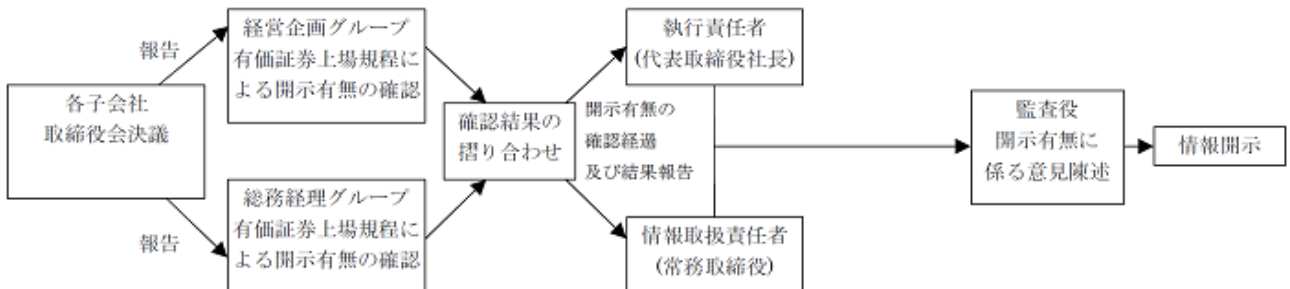 報告
経営企画グループ
有価証券上場規程に
よる開示有無の確認
各子会社
取締役会決議
報告
総務経理グループ
有価証券上場規程に
よる開示有無の確認
確認結果の
摺り合わせ
開示有無の
確認経過
及び結果報告
執行責任者
(代表取締役社長)
情報取扱責任者
(常務取締役)
監査役
開示有無に
係る意見陳述
情報開示